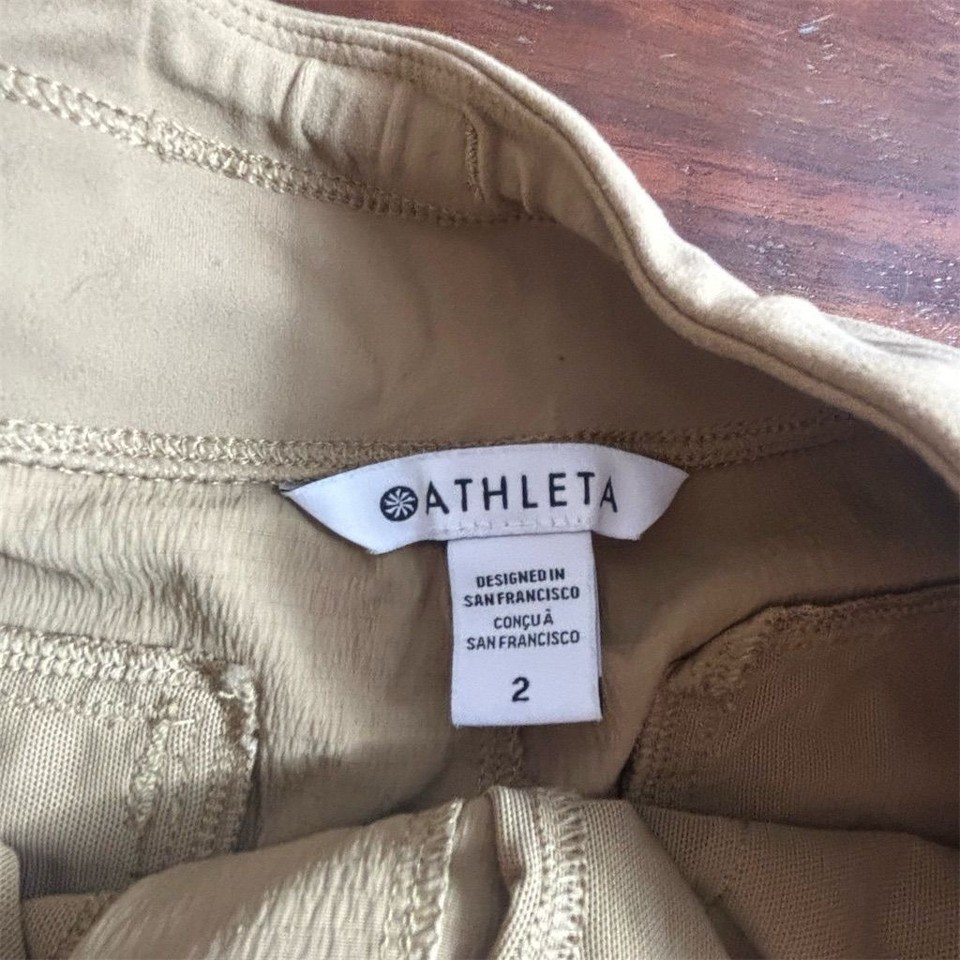 ATHLETA
DESIGNED IN
SAN FRANCISCO
CONÇU À
SAN FRANCISCO
2